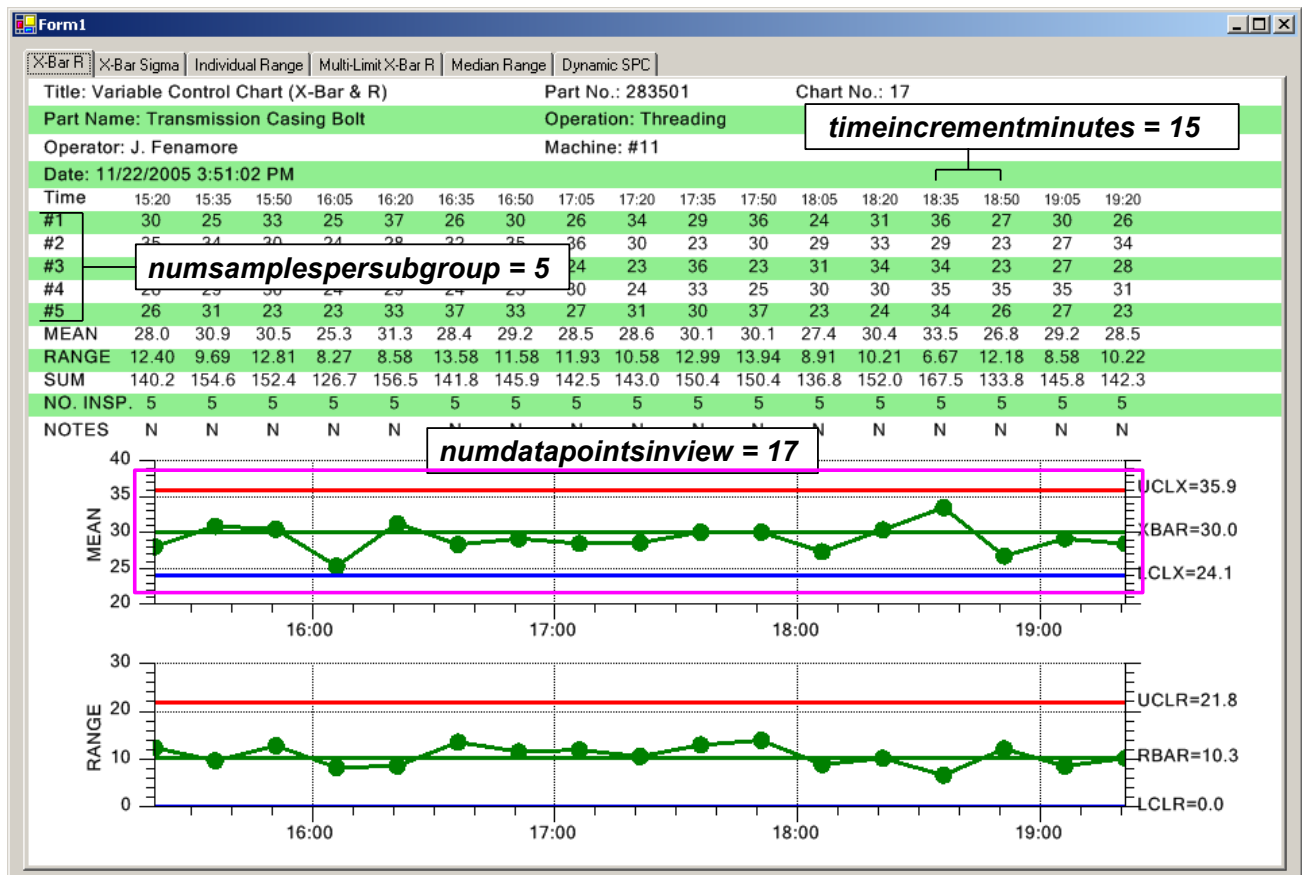 Form1
X-Bar R X-Bar Sigma Individual Range Multi-Limit X-Bar R Median Range Dynamic SPC
Title: Variable Control Chart (X-Bar & R) Part No.: 283501 Chart No.: 17
Part Name: Transmission Casing Bolt Operation: Threading
timeincrementminutes = 15
Operator: J. Fenamore Machine: #11
Date: 11/22/2005 3:51:02 PM
Time 15:20 15:35 15:50 16:05 16:20 16:35 16:50 17:05 17:20 17:35 17:50 18:05 18:20 18:35 18:50 19:05 19:20
#1 30 25 33 25 37 26 30 26 34 29 36 24 31 36 27 30 26
#2 35 34 30 24 28 32 35 36 30 23 30 29 33 29 23 27 34
#3 24 23 36 23 31 34 34 23 27 28
numsamplespersubgroup = 5
#4 30 24 33 25 30 30 35 35 35 31
#5 26 31 23 23 33 37 33 27 31 30 37 23 24 34 26 27 23
MEAN 28.0 30.9 30.5 25.3 31.3 28.4 29.2 28.5 28.6 30.1 30.1 27.4 30.4 33.5 26.8 29.2 28.5
RANGE 12.40 9.69 12.81 8.27 8.58 13.58 11.58 11.93 10.58 12.99 13.94 8.91 10.21 6.67 12.18 8.58 10.22
SUM 140.2 154.6 152.4 126.7 156.5 141.8 145.9 142.5 143.0 150.4 150.4 136.8 152.0 167.5 133.8 145.8 142.3
NO. INSP. 5 5 5 5 5 5 5 5 5 5 5 5 5 5 5 5 5
NOTES N N N N N N N N N N
numdatapointsinview = 17
40
35
30
25
20
MEAN
UCLX=35.9
XBAR=30.0
LCLX=24.1
16:00 17:00 18:00 19:00
30
20
10
0
RANGE
UCLR=21.8
RBAR=10.3
LCLR=0.0
16:00 17:00 18:00 19:00